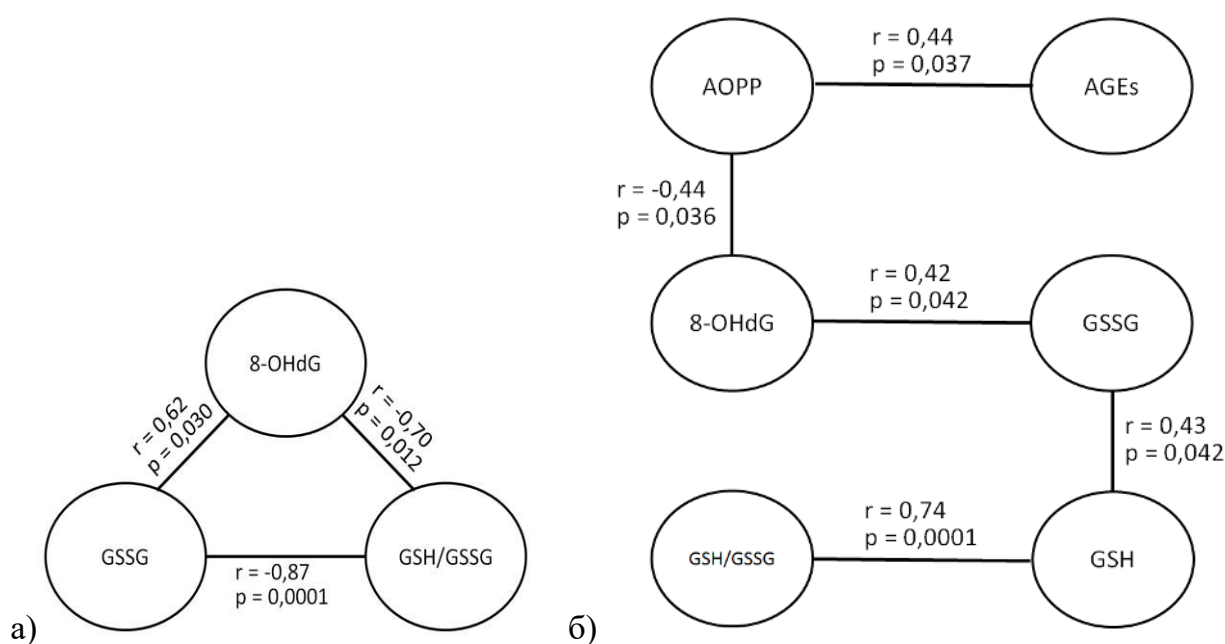 8-OHdG
r = 0,62
p = 0,030
r = -0,70
p = 0,012
GSSG
GSH/GSSG
r = -0,87
p = 0,0001
а)
r = 0,44
p = 0,037
AOPP
AGEs
r = -0,44
p = 0,036
r = 0,42
p = 0,042
8-OHdG
GSSG
r = 0,43
p = 0,042
r = 0,74
p = 0,0001
GSH/GSSG
GSH
б)